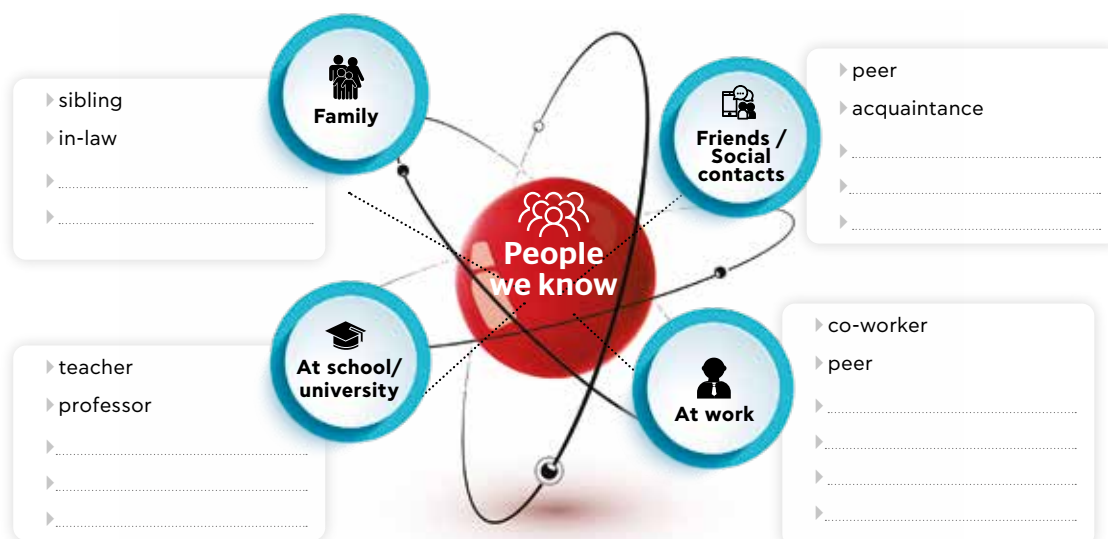 Family
sibling
in-law
Friends /
Social
contacts
peer
acquaintance
People
we know
At school/
university
teacher
professor
At work
co-worker
peer